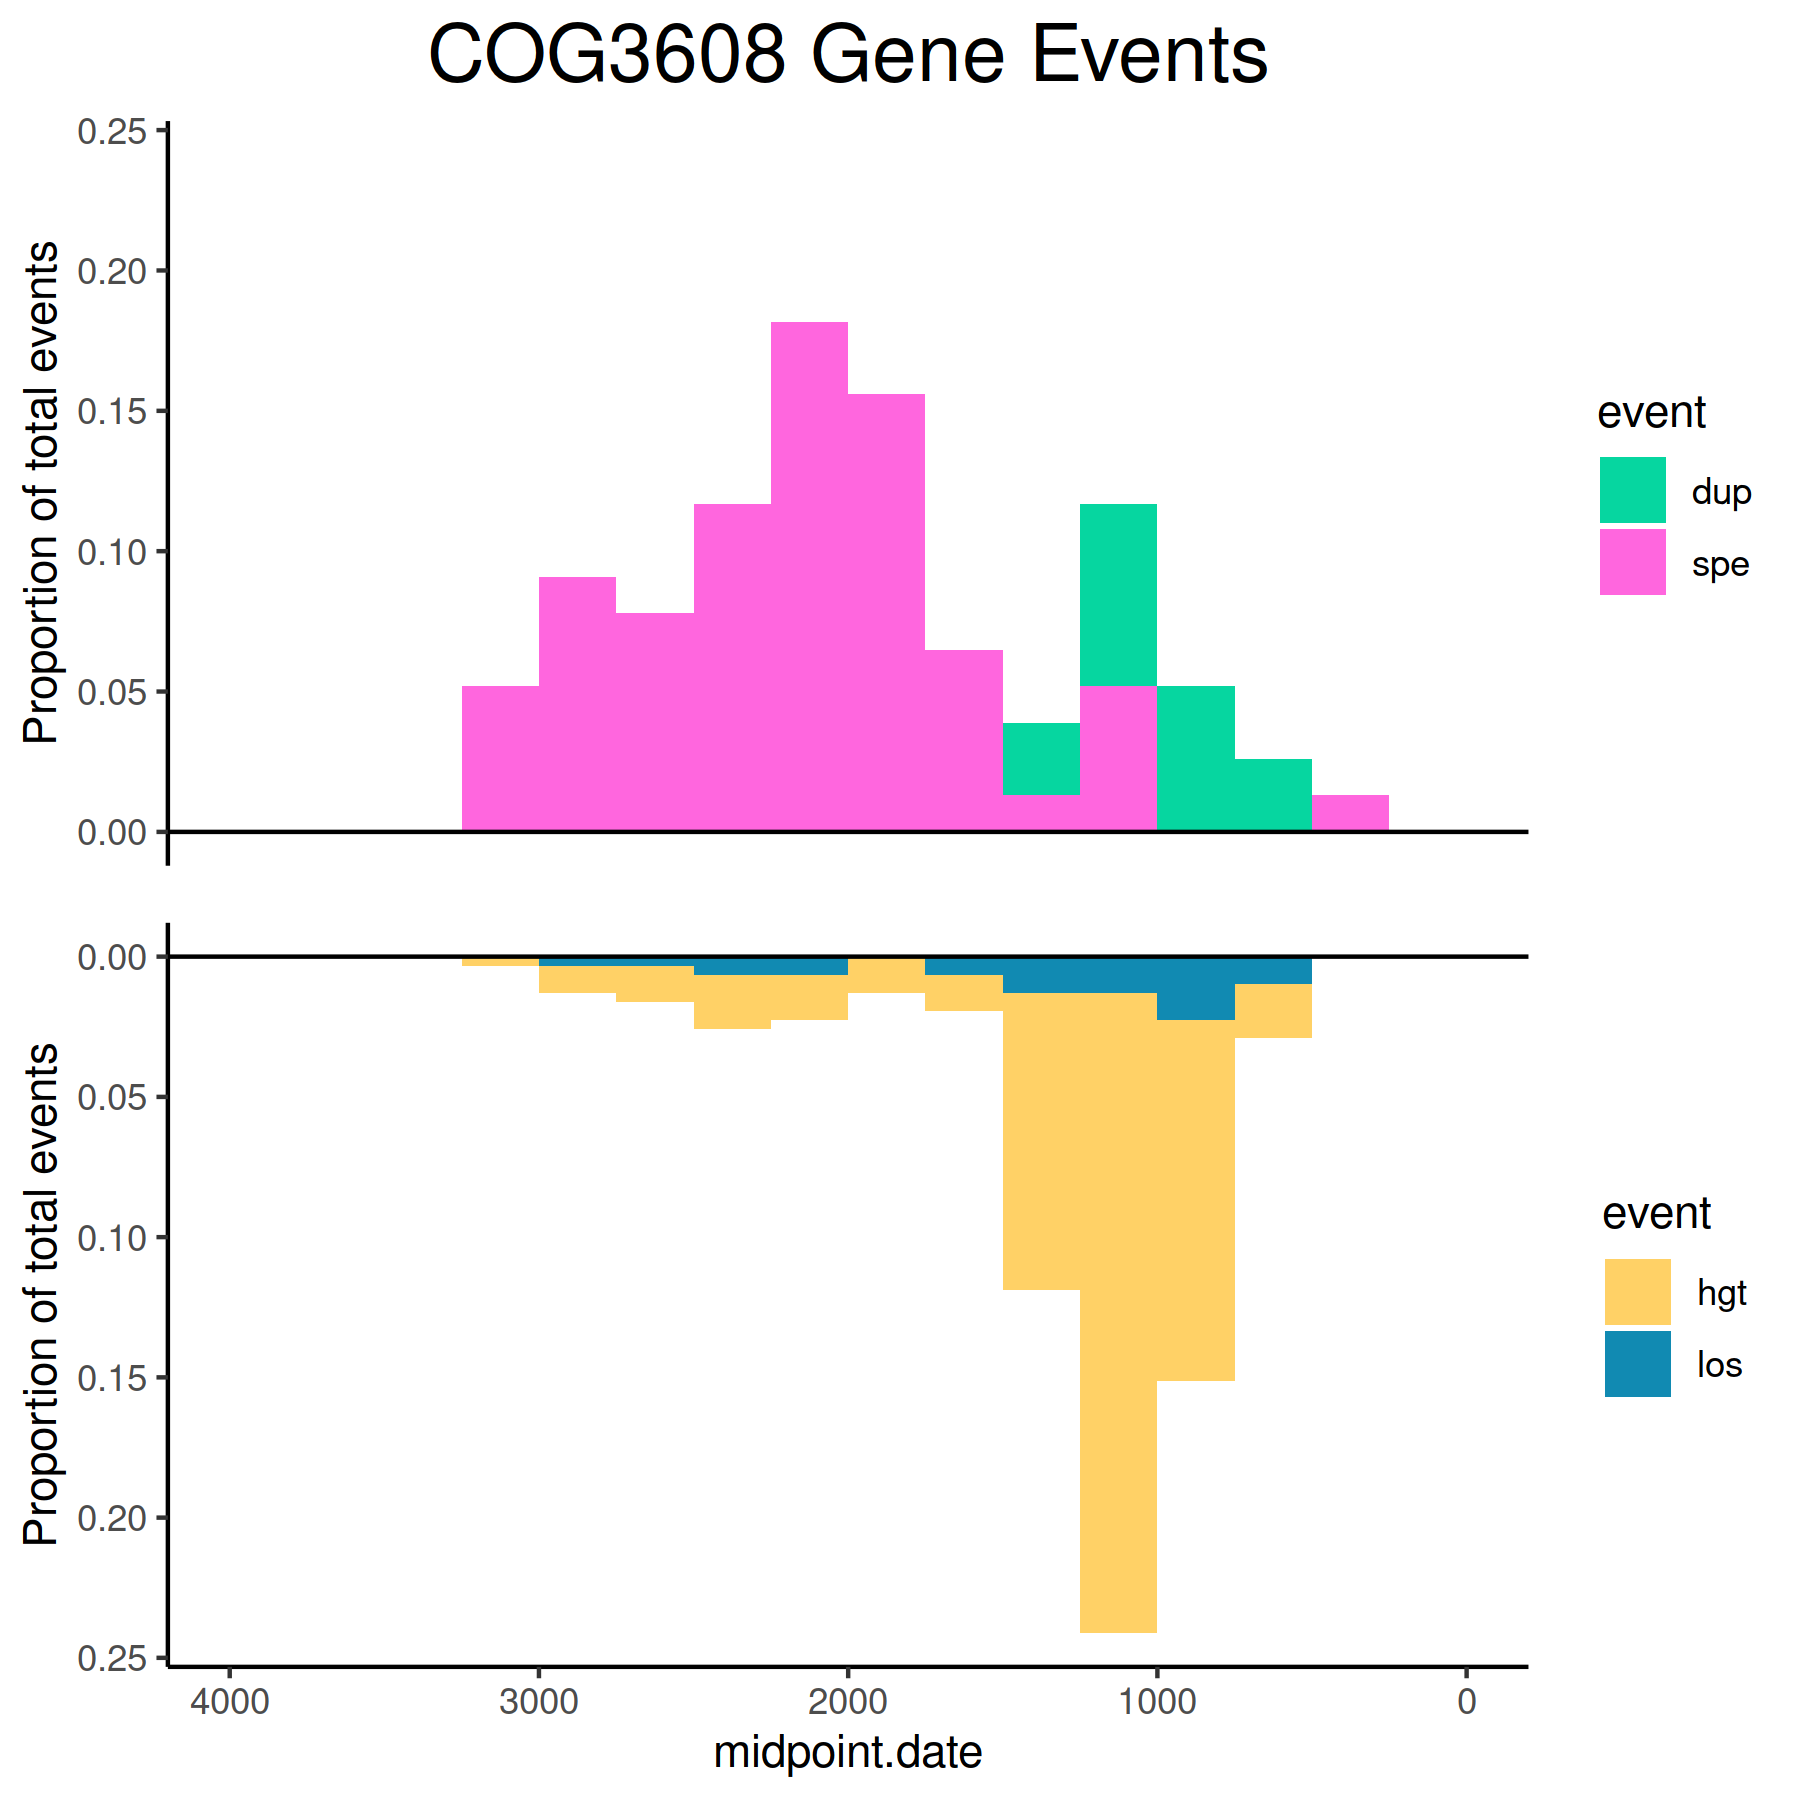 COG3608 Gene Events
Proportion of total events
0.25
0.20
0.15
0.10
0.05
0.00
event
dup
spe
Proportion of total events
0.00
0.05
0.10
0.15
0.20
0.25
event
hgt
los
4000 3000 2000 1000 0
midpoint.date